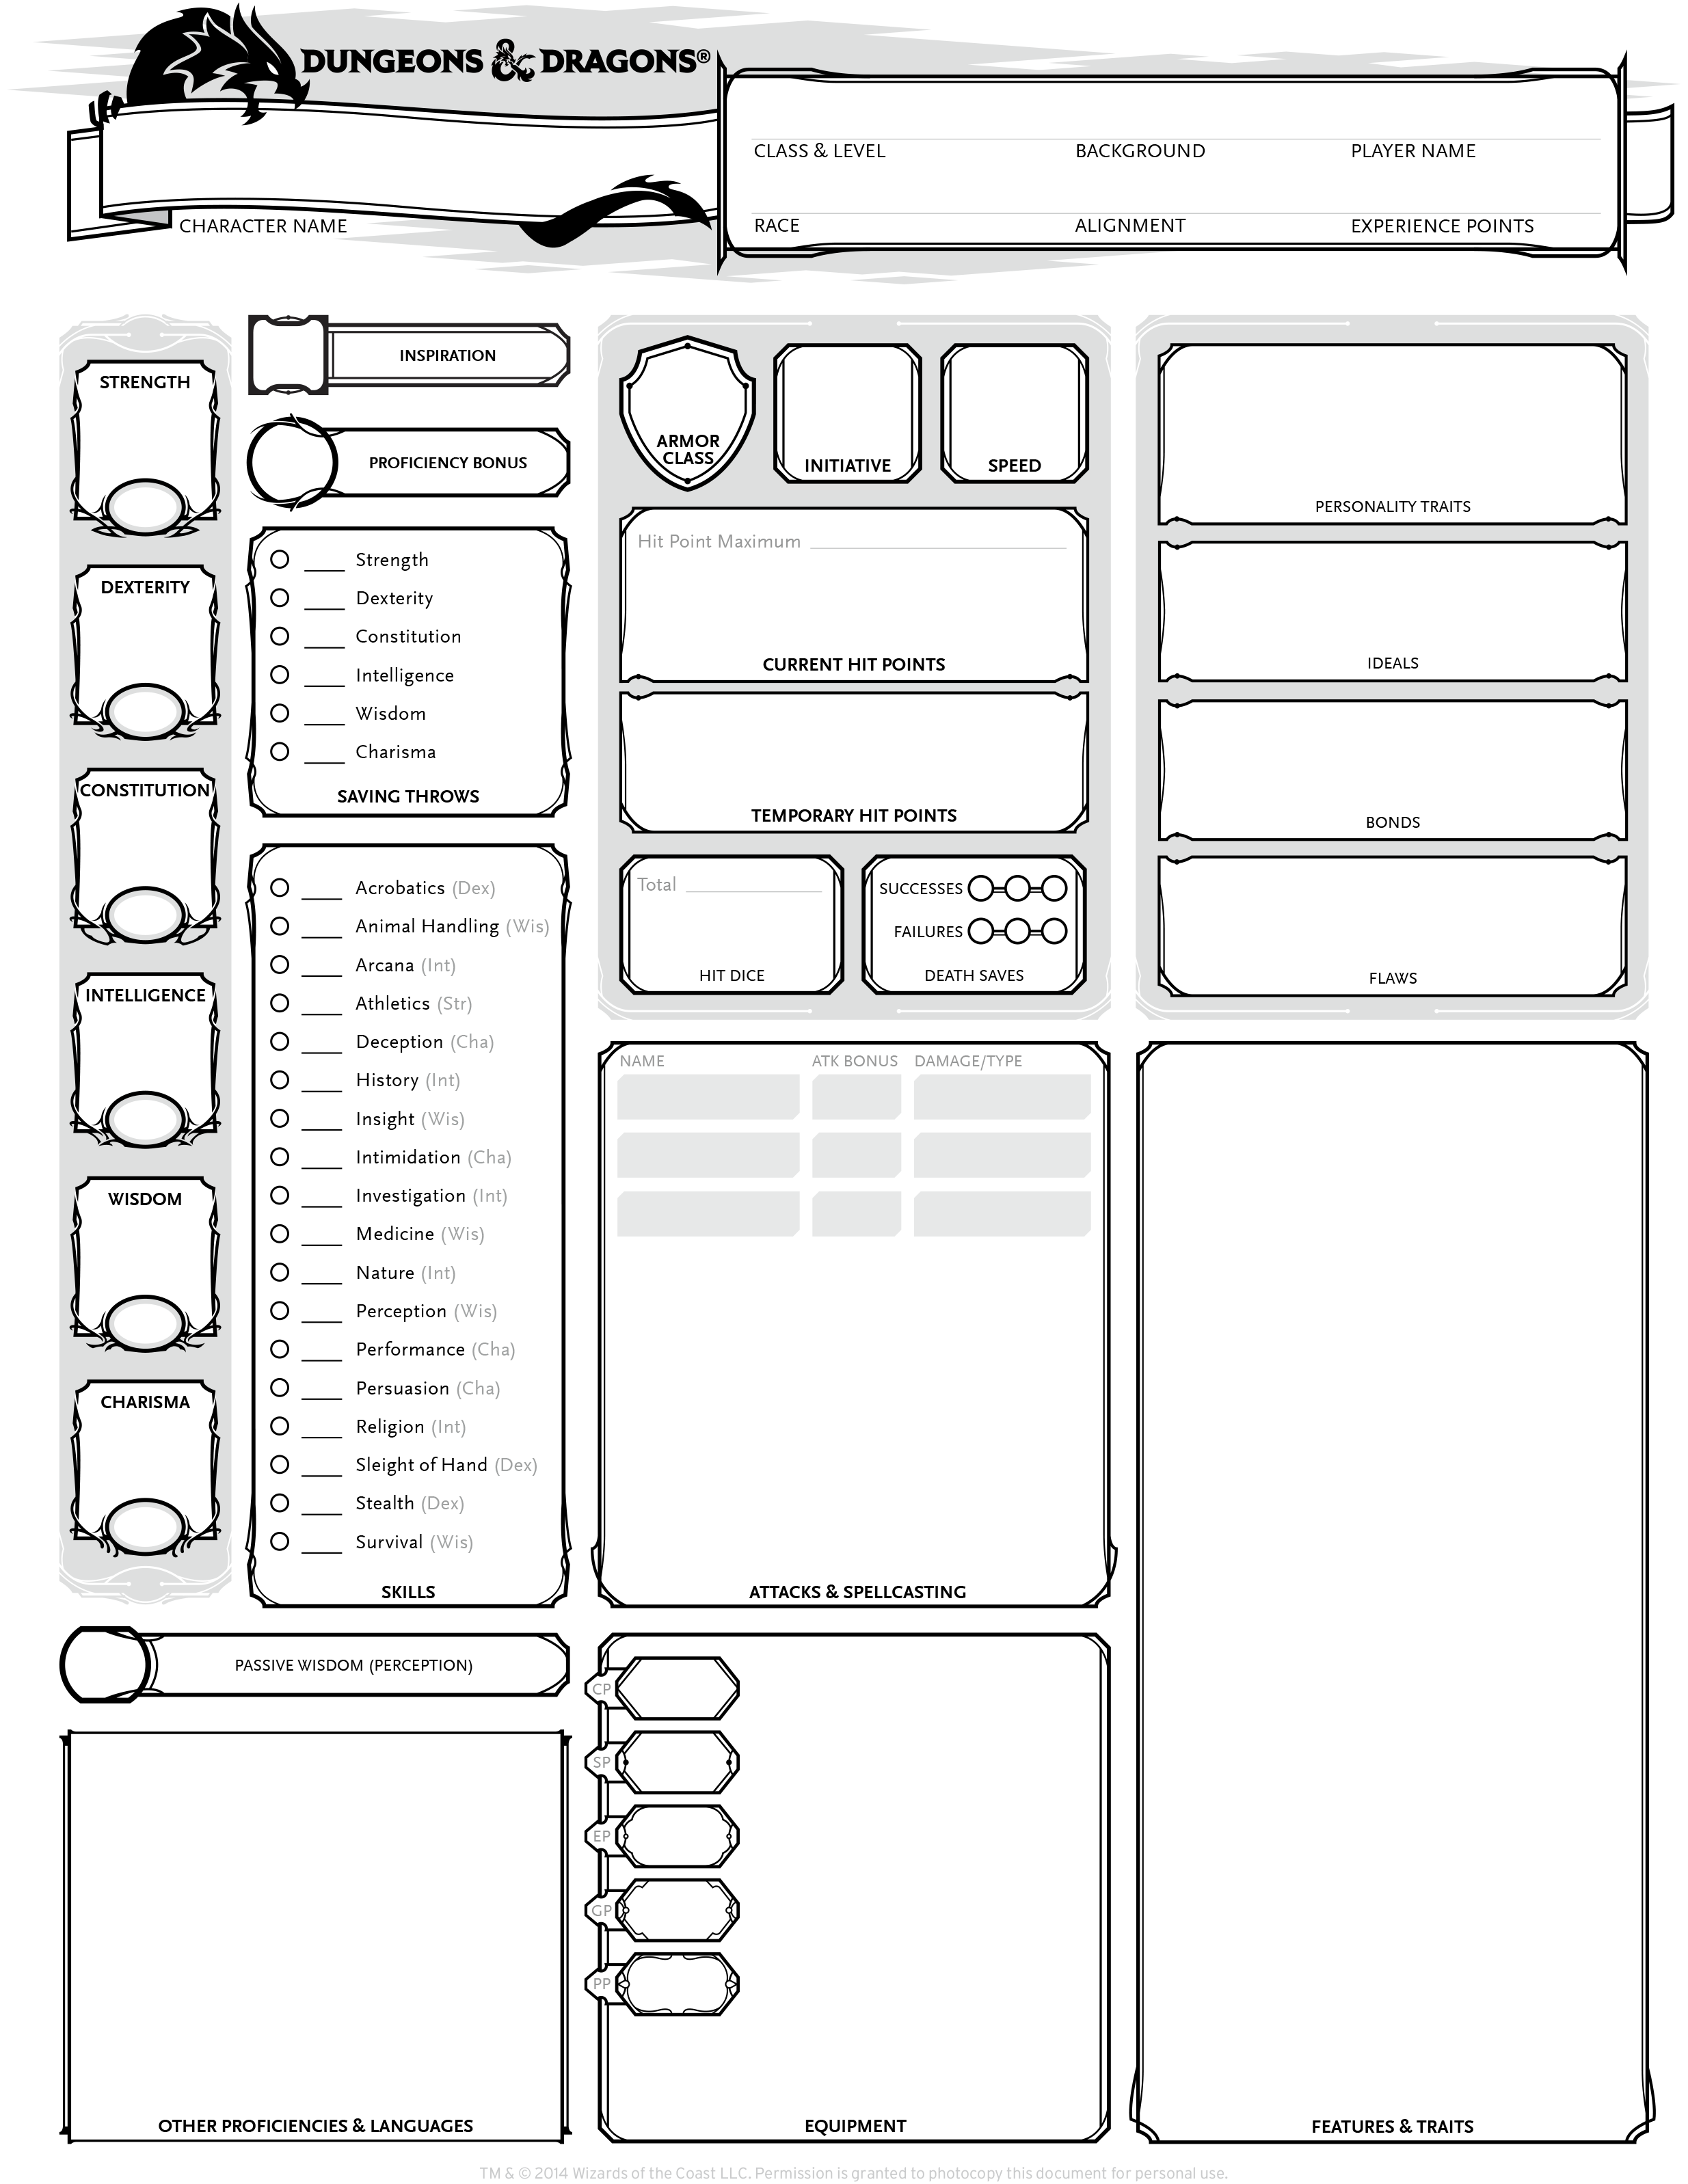 DUNGEONS & DRAGONS®
CHARACTER NAME
CLASS & LEVEL
BACKGROUND
PLAYER NAME
RACE
ALIGNMENT
EXPERIENCE POINTS
STRENGTH
DEXTERITY
CONSTITUTION
INTELLIGENCE
WISDOM
CHARISMA
INSPIRATION
PROFICIENCY BONUS
Strength
Dexterity
Constitution
Intelligence
Wisdom
Charisma
SAVING THROWS
Acrobatics (Dex)
Animal Handling (Wis)
Arcana (Int)
Athletics (Str)
Deception (Cha)
History (Int)
Insight (Wis)
Intimidation (Cha)
Investigation (Int)
Medicine (Wis)
Nature (Int)
Perception (Wis)
Performance (Cha)
Persuasion (Cha)
Religion (Int)
Sleight of Hand (Dex)
Stealth (Dex)
Survival (Wis)
SKILLS
PASSIVE WISDOM (PERCEPTION)
OTHER PROFICIENCIES & LANGUAGES
ARMOR
CLASS
INITIATIVE
SPEED
Hit Point Maximum
CURRENT HIT POINTS
TEMPORARY HIT POINTS
Total
HIT DICE
SUCCESSES
FAILURES
DEATH SAVES
NAME
ATK BONUS
DAMAGE/TYPE
ATTACKS & SPELLCASTING
CP
SP
EP
GP
PP
EQUIPMENT
PERSONALITY TRAITS
IDEALS
BONDS
FLAWS
FEATURES & TRAITS
TM & © 2014 Wizards of the Coast LLC. Permission is granted to photocopy this document for personal use.